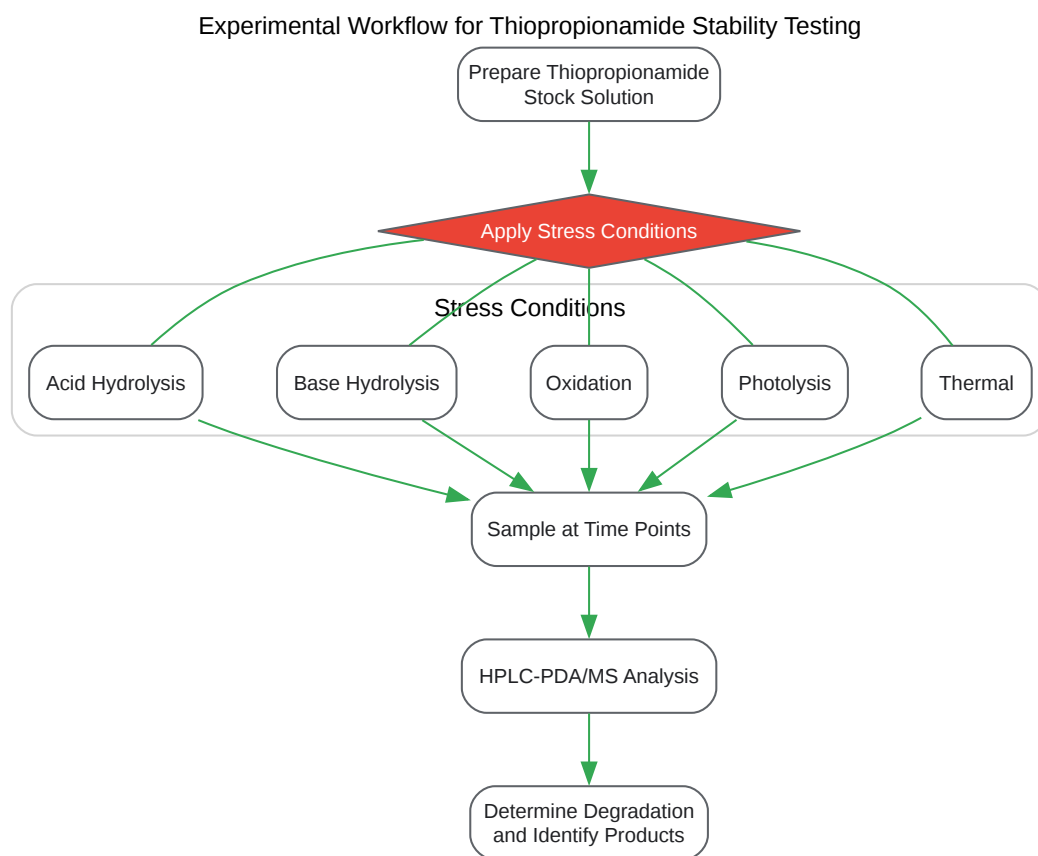 Experimental Workflow for Thiopropionamide Stability Testing
Prepare Thiopropionamide
Stock Solution
Apply Stress Conditions
Stress Conditions
Acid Hydrolysis
Base Hydrolysis
Oxidation
Photolysis
Thermal
Sample at Time Points
HPLC-PDA/MS Analysis
Determine Degradation
and Identify Products